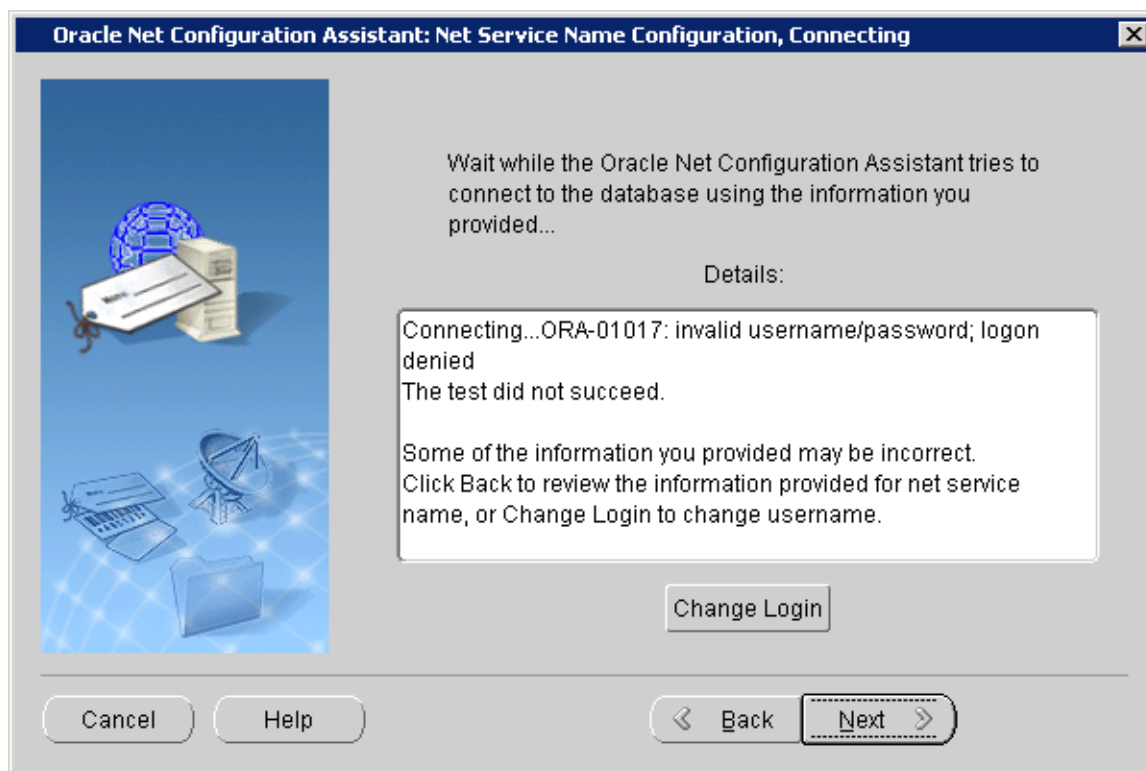 Oracle Net Configuration Assistant: Net Service Name Configuration, Connecting
Wait while the Oracle Net Configuration Assistant tries to
connect to the database using the information you
provided...
Details:
Connecting...ORA-01017: invalid username/password; logon
denied
The test did not succeed.
Some of the information you provided may be incorrect.
Click Back to review the information provided for net service
name, or Change Login to change username.
Change Login
Cancel
Help
Back
Next